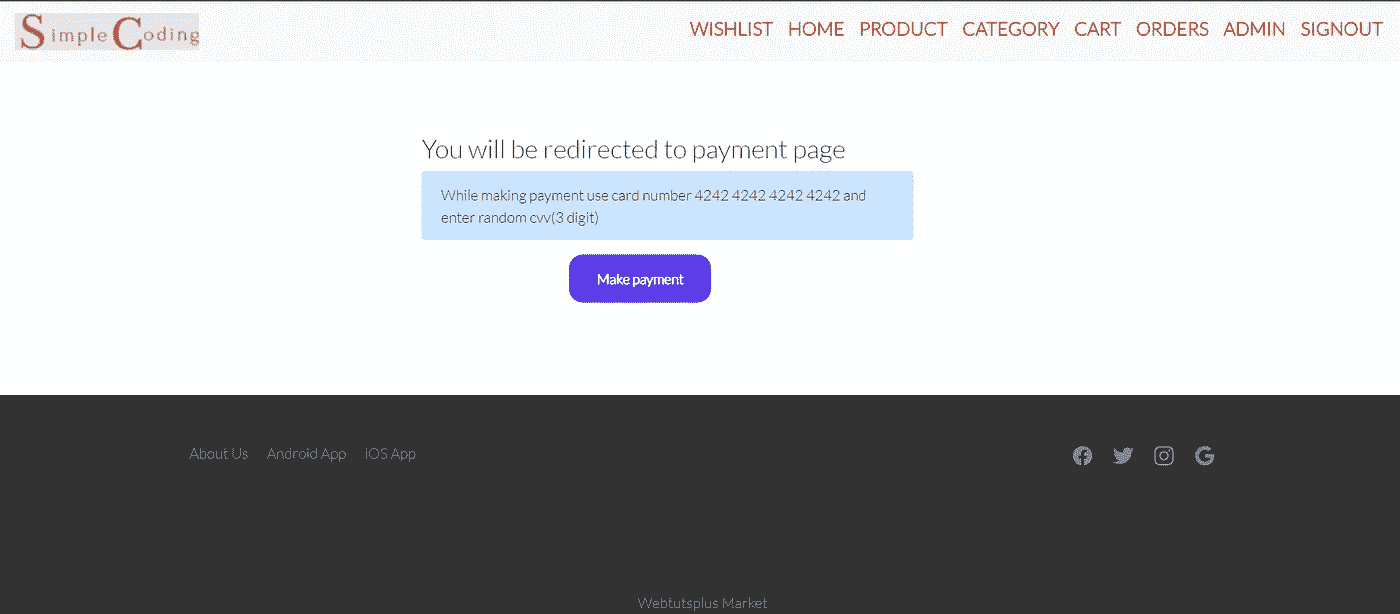 Simple Coding
WISHLIST HOME PRODUCT CATEGORY CART ORDERS ADMIN SIGNOUT
You will be redirected to payment page
While making payment use card number 4242 4242 4242 4242 and
enter random cvv(3 digit)
Make payment
About Us Android App iOS App
Webtutsplus Market